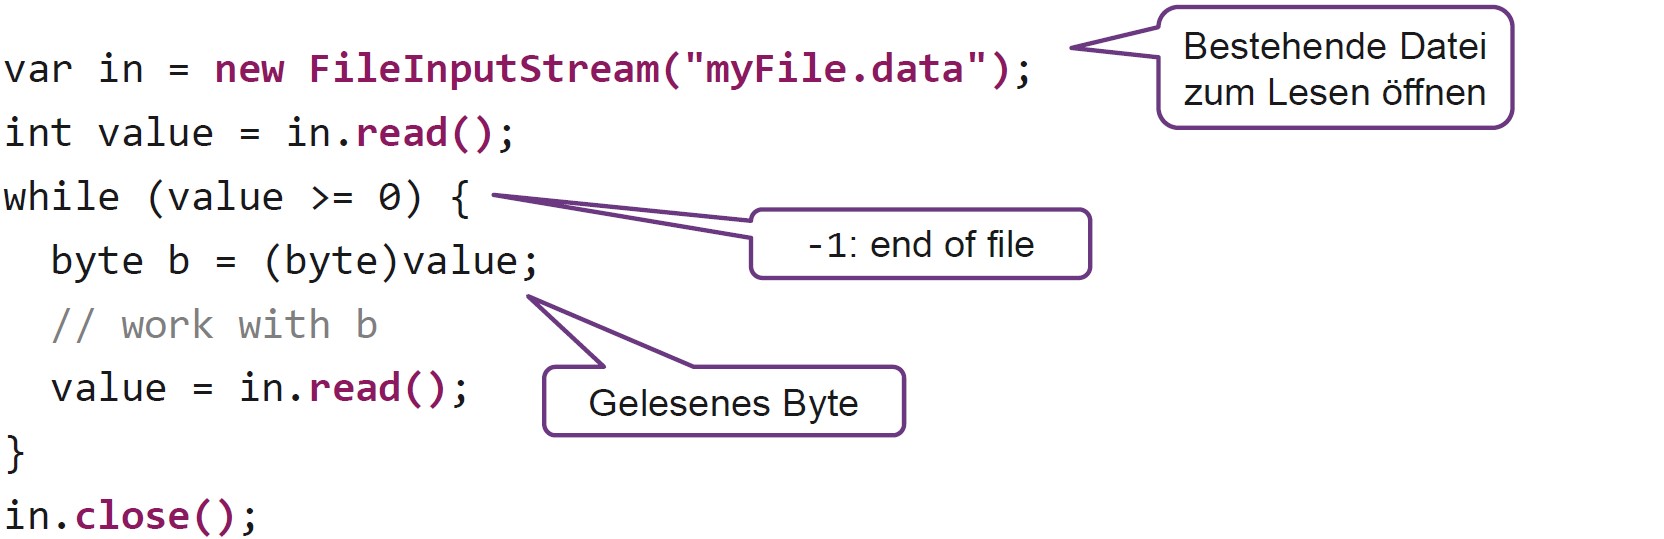 var in = new FileInputStream("myFile.data");
Bestehende Datei
zum Lesen öffnen
int value = in.read();
while (value >= 0) {
-1: end of file
byte b = (byte)value;
// work with b
Gelesenes Byte
value = in.read();
}
in.close();